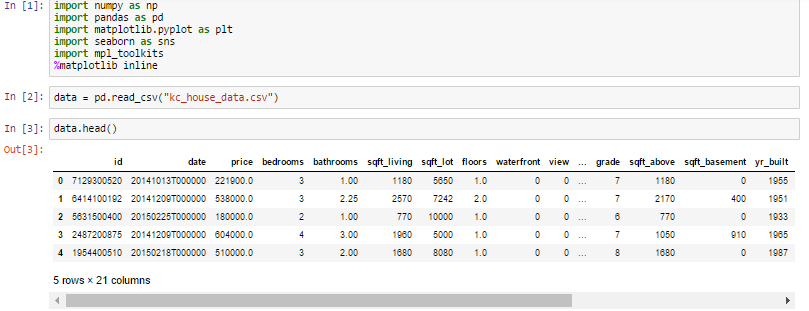 In [1]: import numpy as np
import pandas as pd
import matplotlib.pyplot as plt
import seaborn as sns
import mpl_toolkits
%matplotlib inline
In [2]: data = pd.read_csv("kc_house_data.csv")
In [3]: data.head()
Out[3]:
id date price bedrooms bathrooms sqft_living sqft_lot floors waterfront view ... grade sqft_above sqft_basement yr_built
0 7129300520 20141013T000000 221900.0 3 1.00 1180 5650 1.0 0 0 ... 7 1180 0 1955
1 6414100192 20141209T000000 538000.0 3 2.25 2570 7242 2.0 0 0 ... 7 2170 400 1951
2 5631500400 20150225T000000 180000.0 2 1.00 770 10000 1.0 0 0 ... 6 770 0 1933
3 2487200875 20141209T000000 604000.0 4 3.00 1960 5000 1.0 0 0 ... 7 1050 910 1965
4 1954400510 20150218T000000 510000.0 3 2.00 1680 8080 1.0 0 0 ... 8 1680 0 1987
5 rows × 21 columns